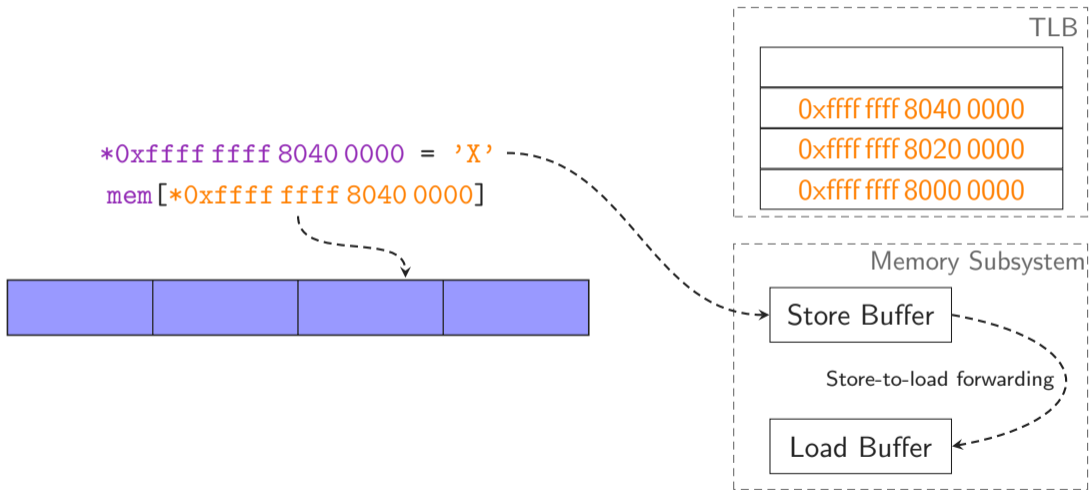 *0xffff ffff 8040 0000 = ’X’
mem[*0xffff ffff 8040 0000]
TLB
0xffff ffff 8040 0000
0xffff ffff 8020 0000
0xffff ffff 8000 0000
Memory Subsystem
Store Buffer
Store-to-load forwarding
Load Buffer